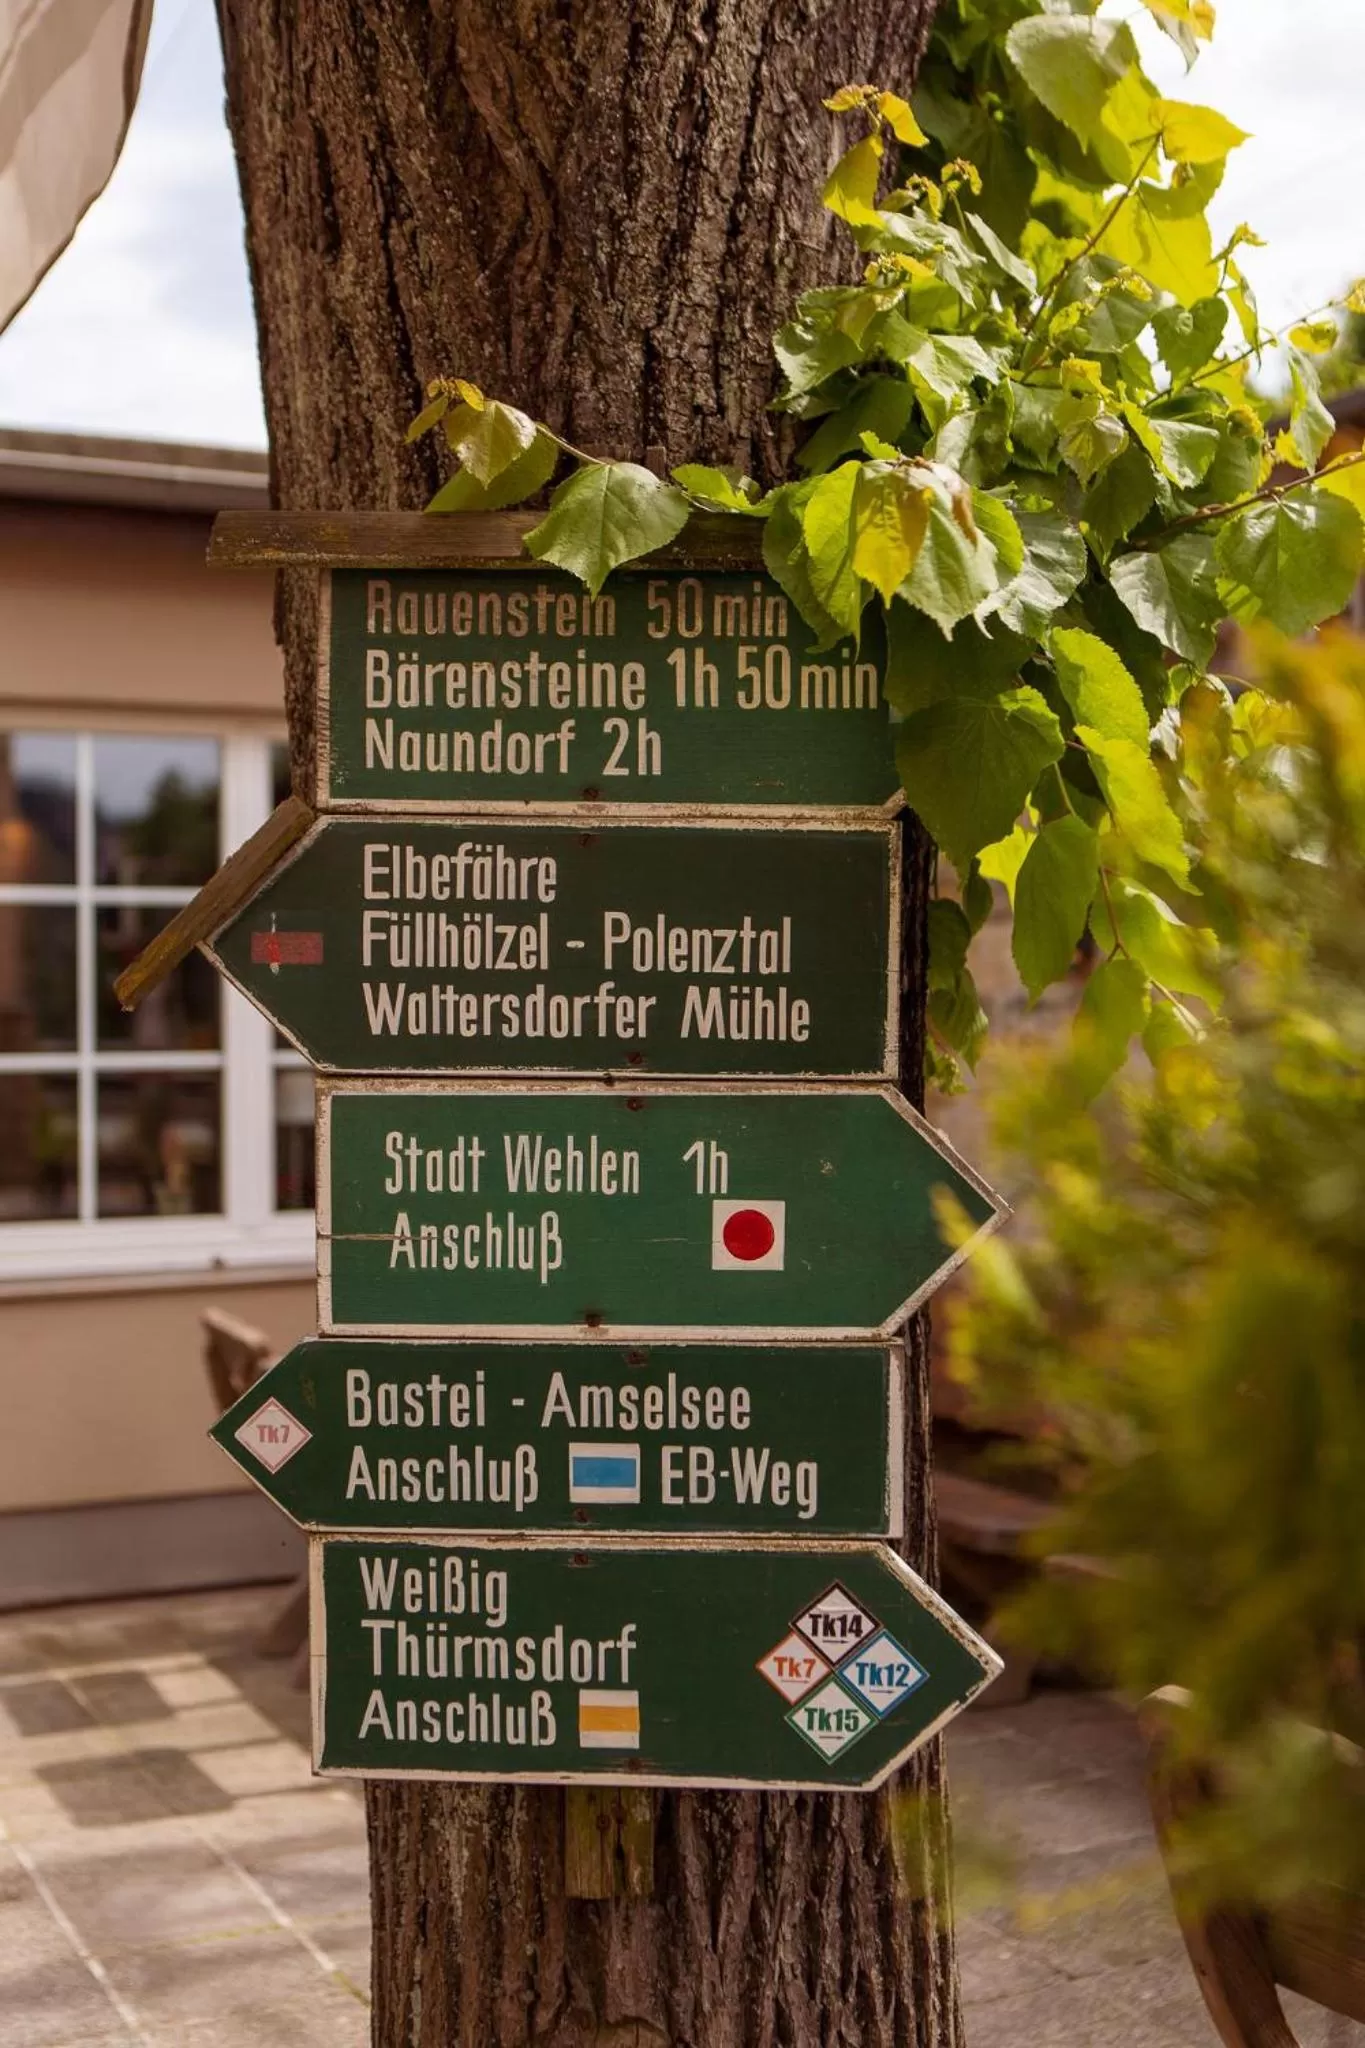 Rauenstein 50 min
Bärensteine 1h 50 min
Naundorf 2h
Elbefähre
Füllhölzel - Polenztal
Waltersdorfer Mühle
Stadt Wehlen 1h
Anschluß
Bastei - Amselsee
Tk7
Anschluß EB-Weg
Weißig
Tk14
Thürmsdorf
Tk7 Tk12
Anschluß
Tk15